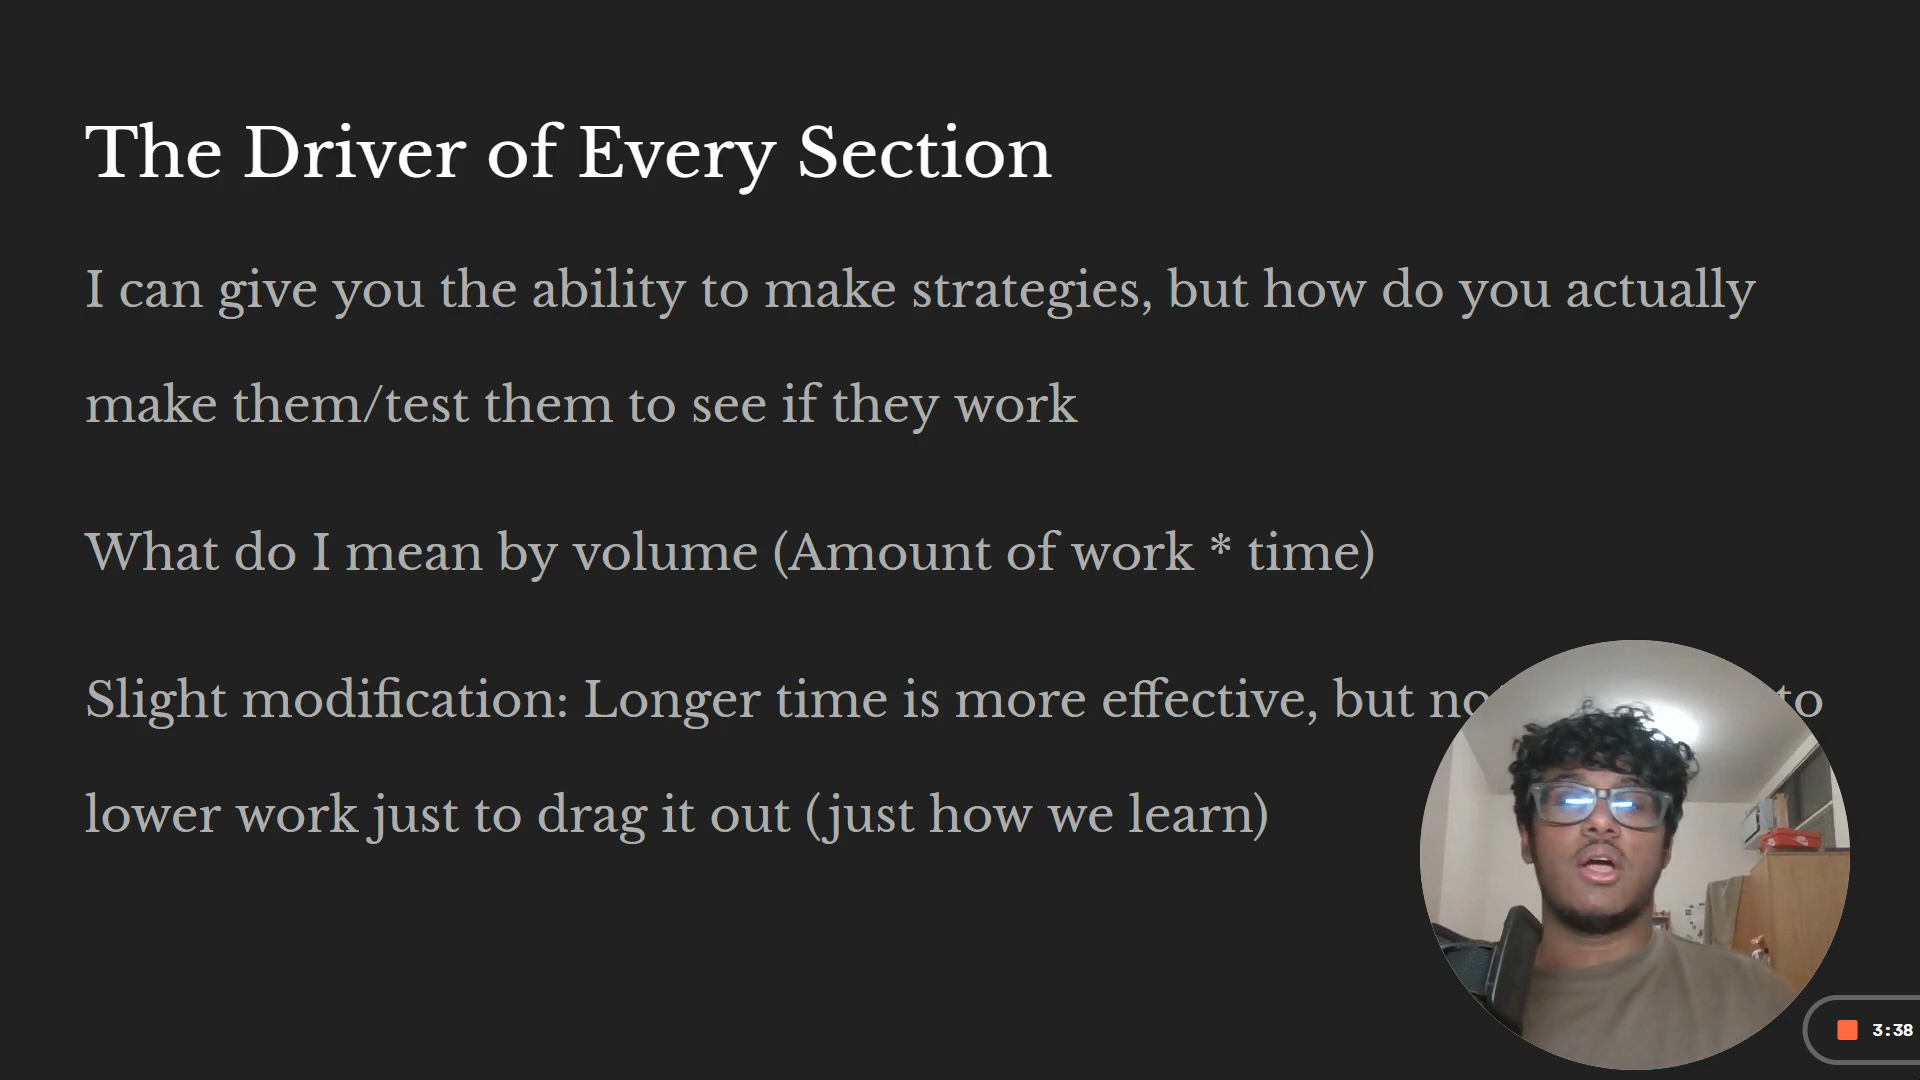 The Driver of Every Section
I can give you the ability to make strategies, but how do you actually
make them/test them to see if they work
What do I mean by volume (Amount of work * time)
Slight modification: Longer time is more effective, but to
lower work just to drag it out (just how we learn)
3:38